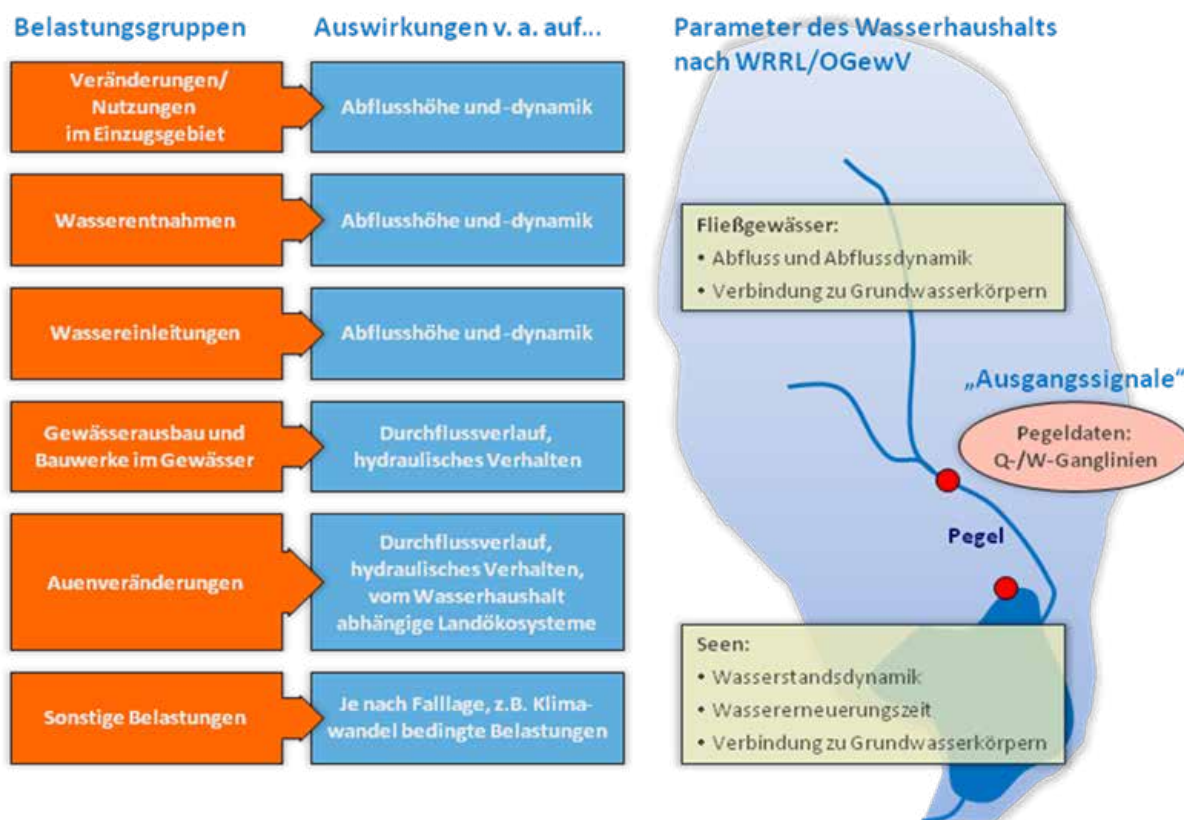 Belastungsgruppen
Auswirkungen v. a. auf...
Parameter des Wasserhaushalts
nach WRRL/OGewV
Veränderungen/
Nutzungen
im Einzugsgebiet
Abflusshöhe und -dynamik
Wasserentnahmen
Abflusshöhe und -dynamik
Wassereinleitungen
Abflusshöhe und -dynamik
Gewässerausbau und
Bauwerke im Gewässer
Durchflussverlauf,
hydraulisches Verhalten
Auenveränderungen
Durchflussverlauf,
hydraulisches Verhalten,
vom Wasserhaushalt
abhängige Landökosysteme
Sonstige Belastungen
Je nach Falllage, z.B. Klima-
wandel bedingte Belastungen
Fließgewässer:
• Abfluss und Abflussdynamik
• Verbindung zu Grundwasserkörpern
„Ausgangssignale“
Pegeldaten:
Q-/W-Ganglinien
Pegel
Seen:
• Wasserstandsdynamik
• Wassererneuerungszeit
• Verbindung zu Grundwasserkörpern